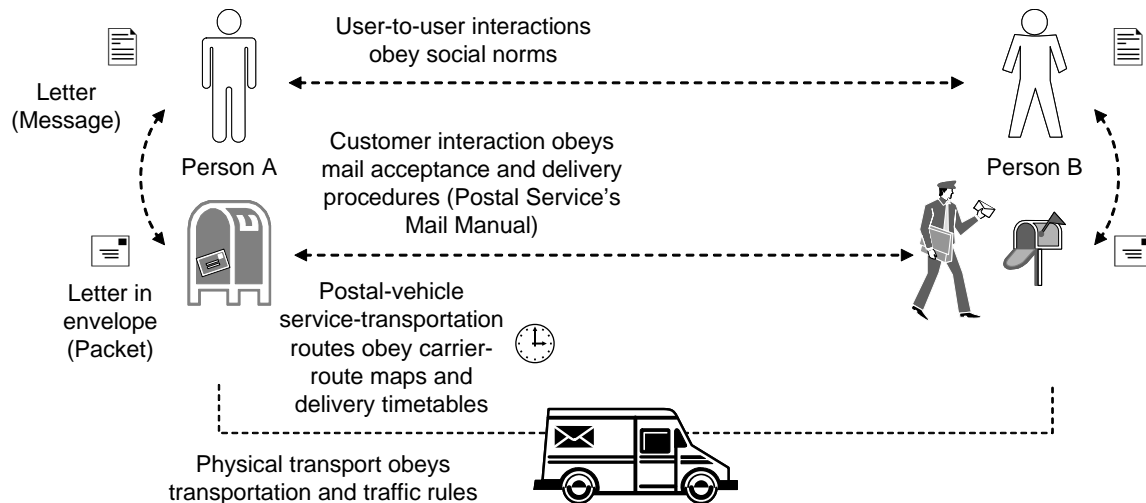 User-to-user interactions
obey social norms
Letter
(Message)
Person A
Person B
Customer interaction obeys
mail acceptance and delivery
procedures (Postal Service's
Mail Manual)
Letter in
envelope
(Packet)
Postal-vehicle
service-transportation
routes obey carrier-
route maps and
delivery timetables
Physical transport obeys
transportation and traffic rules